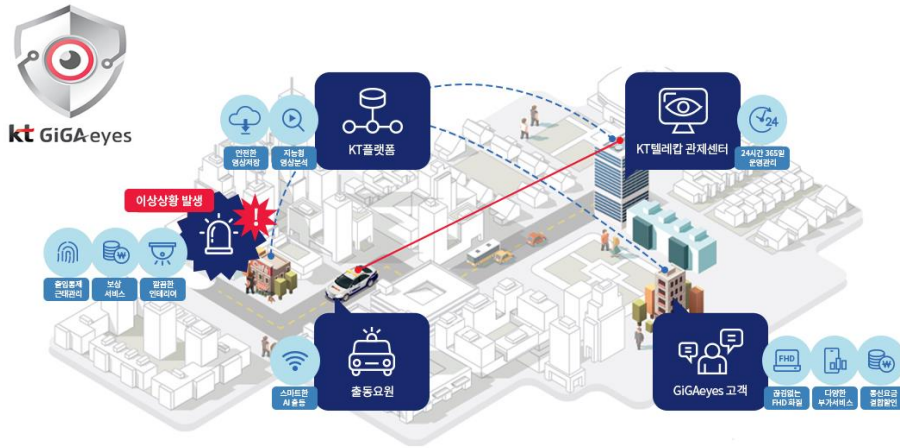 kt GiGAeyes
안전한
영상저장
지능형
영상분석
KT플랫폼
KT텔레캅 관제센터
24
24시간 365일
운영관리
이상상황 발생
!
출입통제
근태관리
보상
서비스
깔끔한
인테리어
스마트한
AI 출동
출동요원
GiGAeyes 고객
FHD
끊김없는
FHD 화질
다양한
부가서비스
통신요금
결합할인